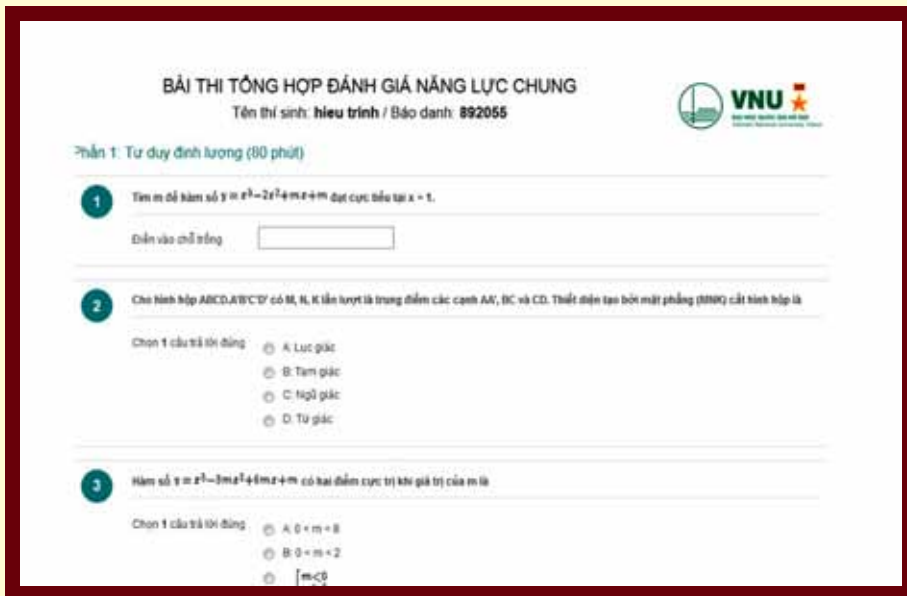 BÀI THI TỔNG HỢP ĐÁNH GIÁ NĂNG LỰC CHUNG
Tên thí sinh: hieu trinh / Báo danh: 892055
VNU
Phần 1: Tư duy định lượng (80 phút)
1 Tìm m để hàm số y = x³−2x²+mx+m đạt cực tiểu tại x = 1.
Điền vào chỗ trống
2 Cho hình hộp ABCD.A'B'C'D' có M, N, K lần lượt là trung điểm các cạnh AA', BC và CD. Thiết diện tạo bởi mặt phẳng (MNK) cắt hình hộp là
Chọn 1 câu trả lời đúng
A: Lục giác
B: Tam giác
C: Ngũ giác
D: Tứ giác
3 Hàm số y = x³−3mx²+6mx+m có hai điểm cực trị khi giá trị của m là
Chọn 1 câu trả lời đúng
A: 0 < m < 8
B: 0 < m < 2
m<0